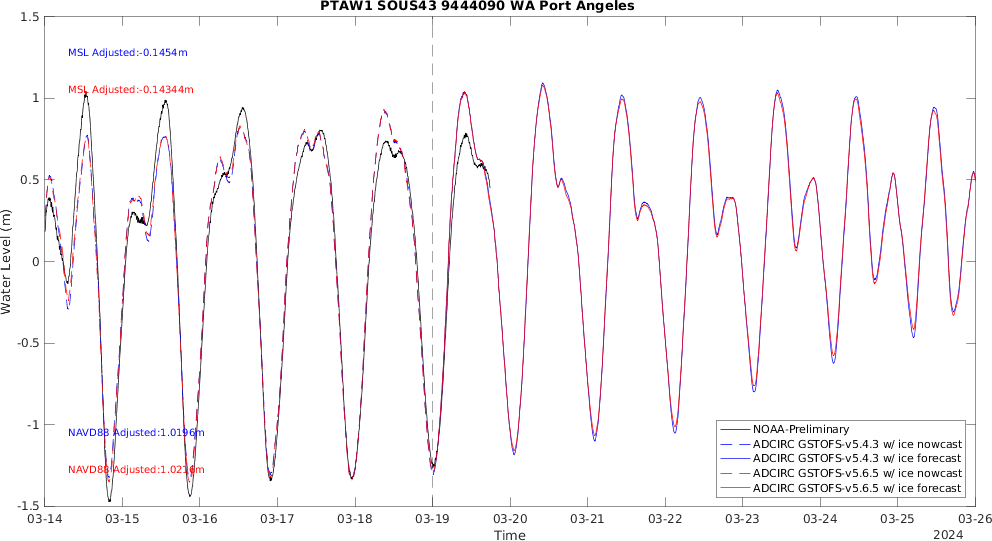 PTAW1 SOUS43 9444090 WA Port Angeles
1.5
MSL Adjusted:-0.1454m
MSL Adjusted:-0.14344m
1
0.5
0
-0.5
-1
-1.5
Water Level (m)
NAVD88 Adjusted:1.0196m
NAVD88 Adjusted:1.0216m
NOAA-Preliminary
ADCIRC GSTOFS-v5.4.3 w/ ice nowcast
ADCIRC GSTOFS-v5.4.3 w/ ice forecast
ADCIRC GSTOFS-v5.6.5 w/ ice nowcast
ADCIRC GSTOFS-v5.6.5 w/ ice forecast
03-14 03-15 03-16 03-17 03-18 03-19 03-20 03-21 03-22 03-23 03-24 03-25 03-26
Time
2024